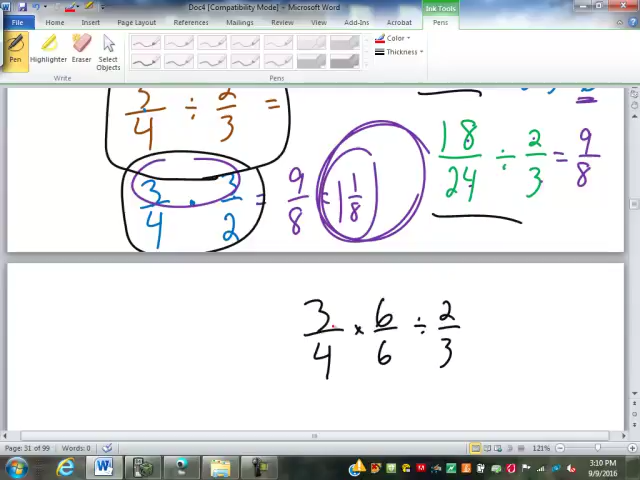 Doc4 [Compatibility Mode] - Microsoft Word
Ink Tools
File Home Insert Page Layout References Mailings Review View Add-Ins Acrobat Pens
Pen Highlighter Eraser Select Objects
Color
Thickness
Write Pens
3/4 ÷ 2/3 =
3/4 · 3/2 = 9/8 = 1 1/8
18/24 ÷ 2/3 = 9/8
3/4 × 6/6 ÷ 2/3
Page: 31 of 99 Words: 0 121%
3:10 PM
9/9/2016